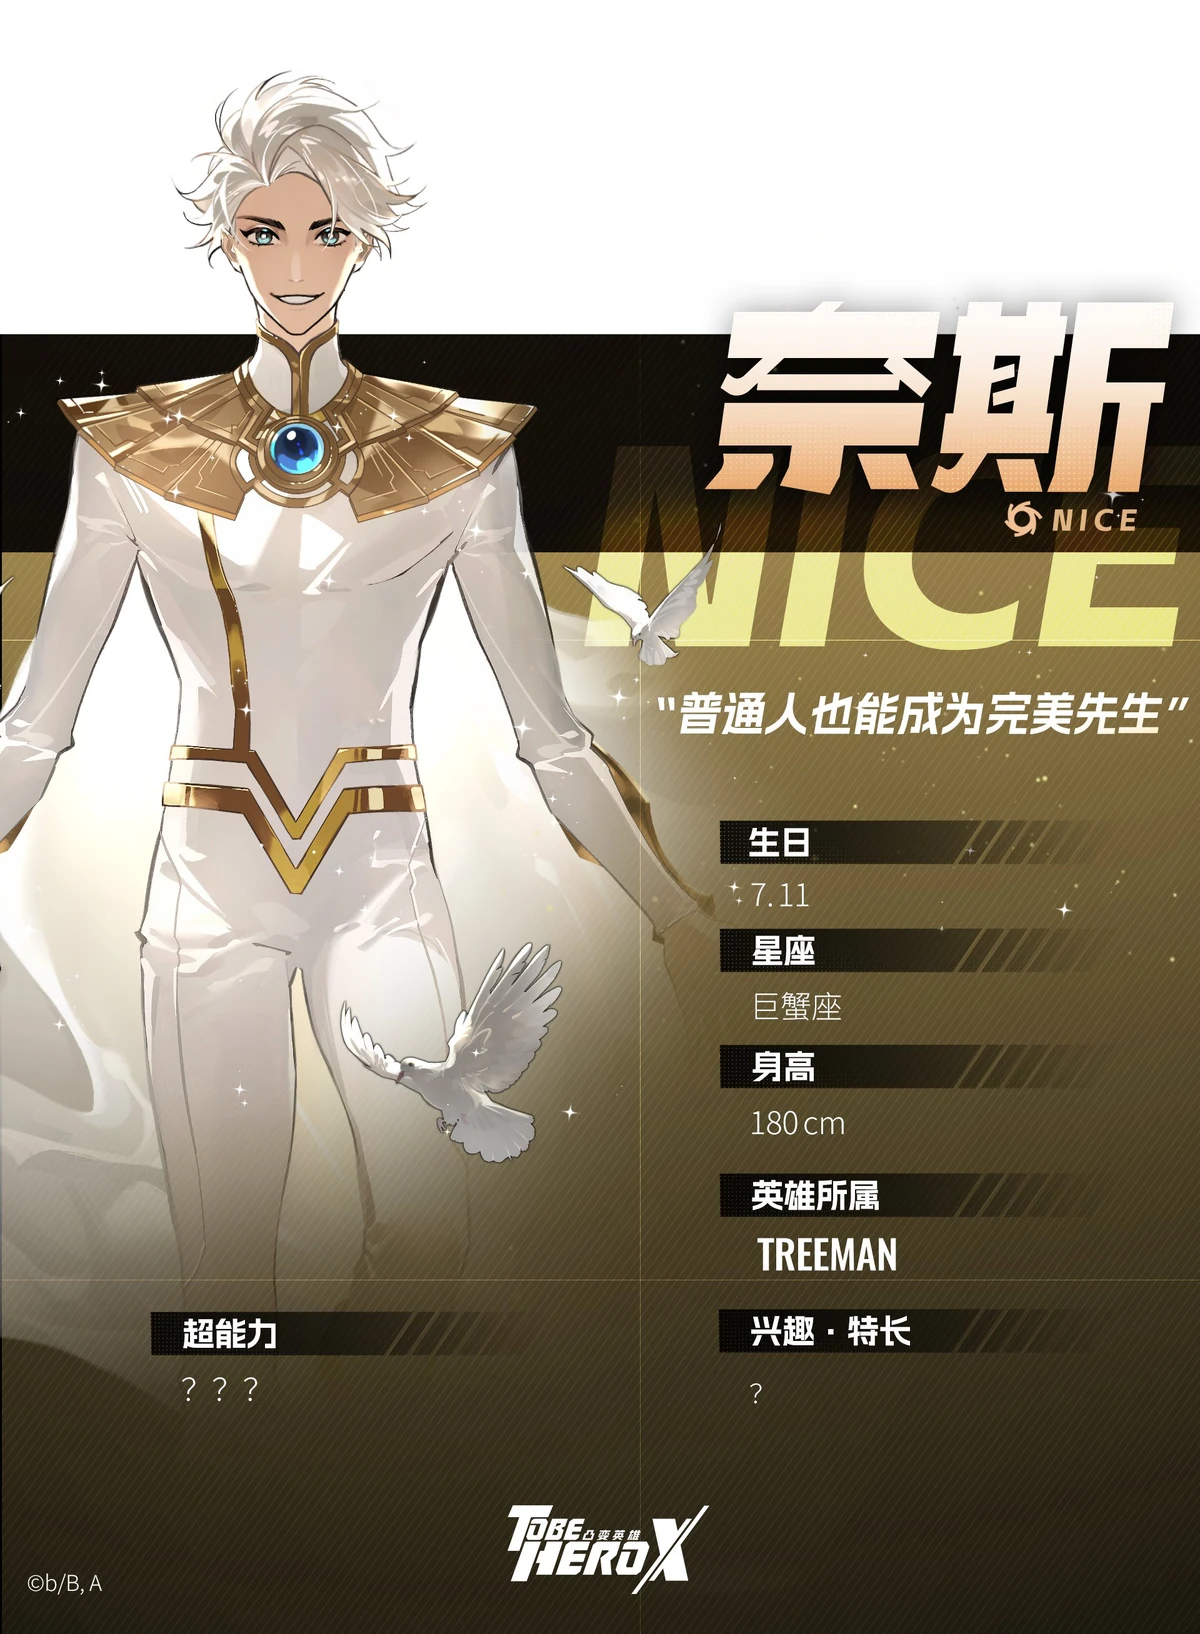 奈斯
NICE
NICE
“普通人也能成为完美先生”
生日
7.11
星座
巨蟹座
身高
180cm
英雄所属
TREEMAN
超能力
？？？
兴趣·特长
？
TO BE
凸变英雄
HERO X
©b/B, A